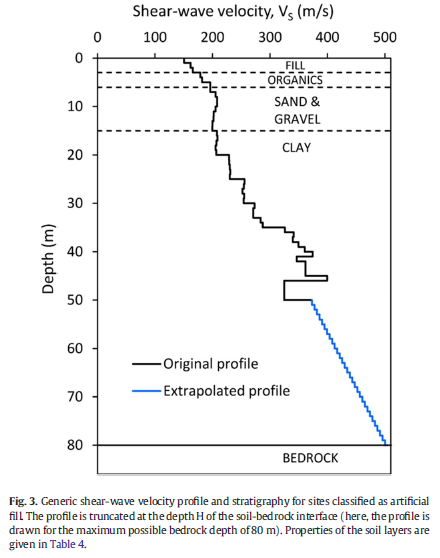 Shear-wave velocity, VS (m/s)
0 100 200 300 400 500
0
FILL
ORGANICS
10
SAND &
GRAVEL
CLAY
20
30
40
50
60
70
80
Depth (m)
Original profile
Extrapolated profile
BEDROCK
Fig. 3. Generic shear-wave velocity profile and stratigraphy for sites classified as artificial
fill. The profile is truncated at the depth H of the soil-bedrock interface (here, the profile is
drawn for the maximum possible bedrock depth of 80 m). Properties of the soil layers are
given in Table 4.